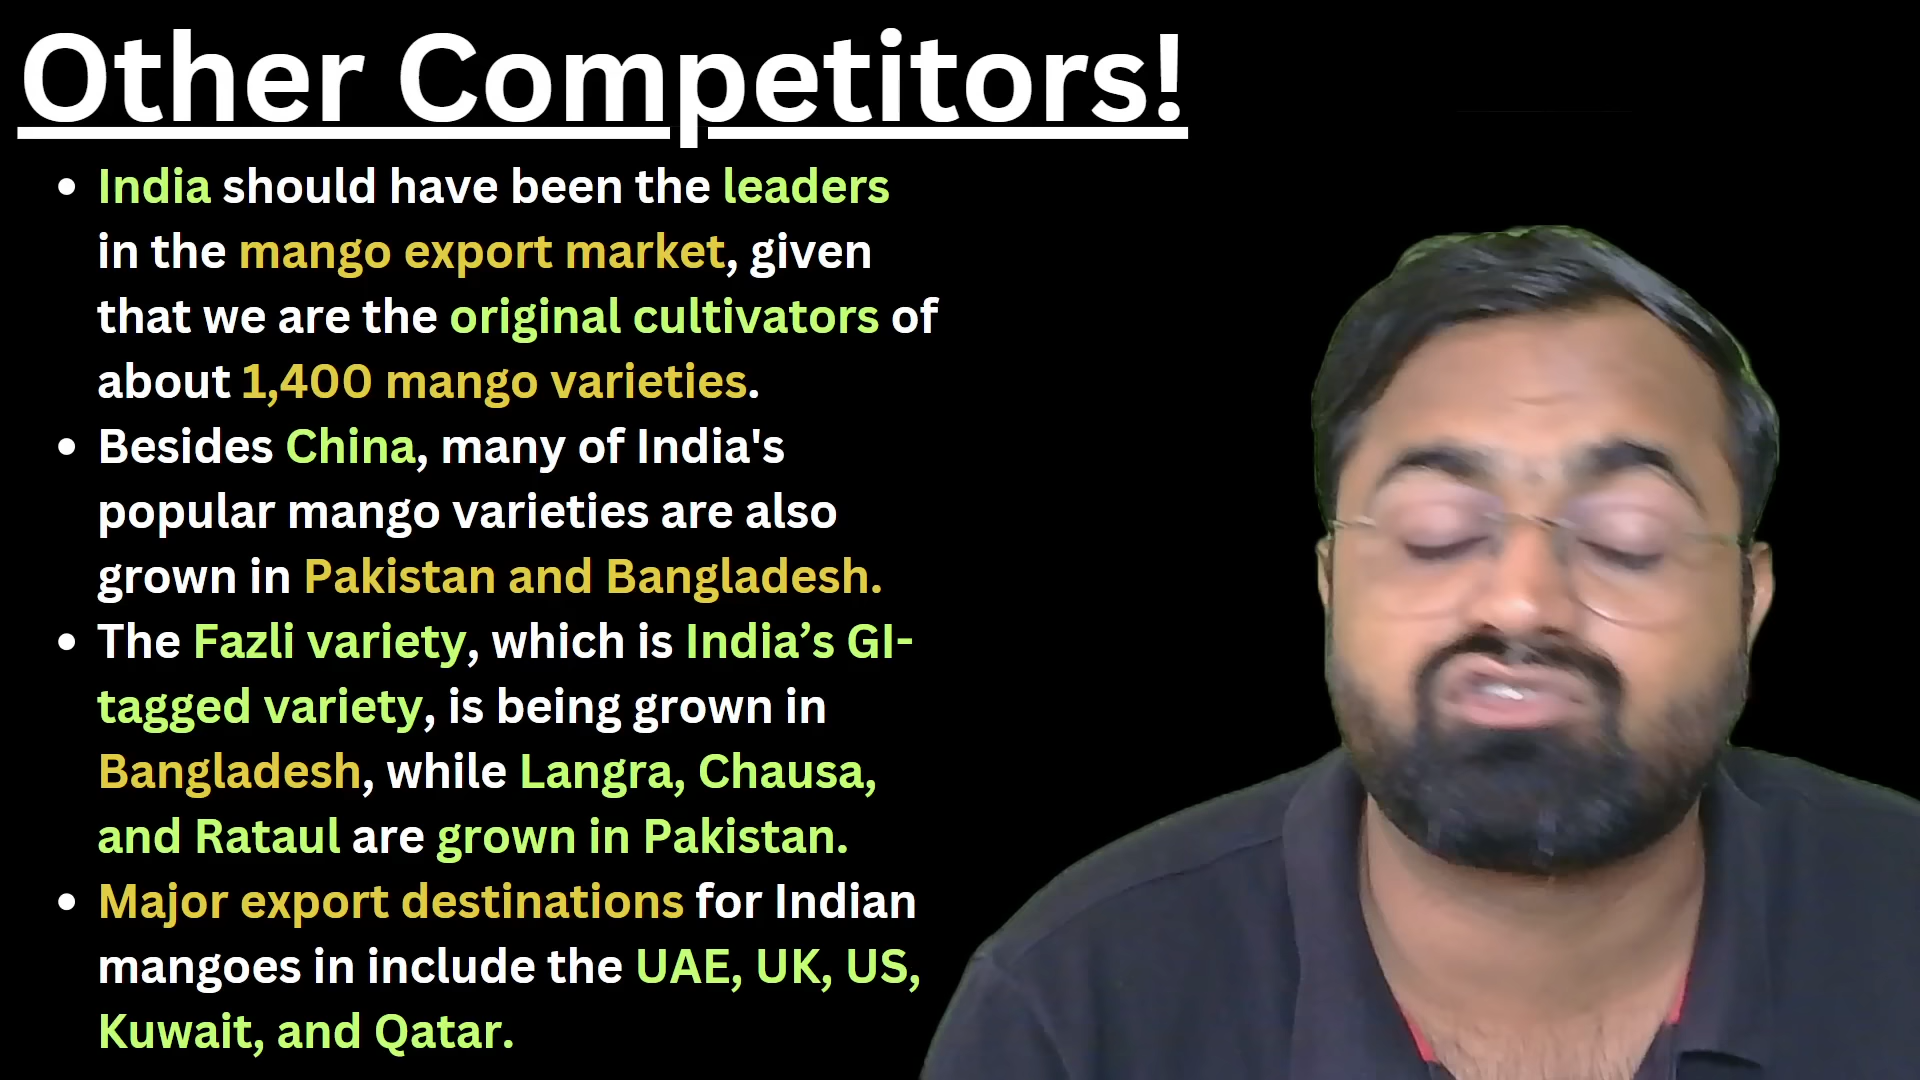 Other Competitors!
India should have been the leaders
in the mango export market, given
that we are the original cultivators of
about 1,400 mango varieties.
Besides China, many of India's
popular mango varieties are also
grown in Pakistan and Bangladesh.
The Fazli variety, which is India’s GI-
tagged variety, is being grown in
Bangladesh, while Langra, Chausa,
and Rataul are grown in Pakistan.
Major export destinations for Indian
mangoes in include the UAE, UK, US,
Kuwait, and Qatar.